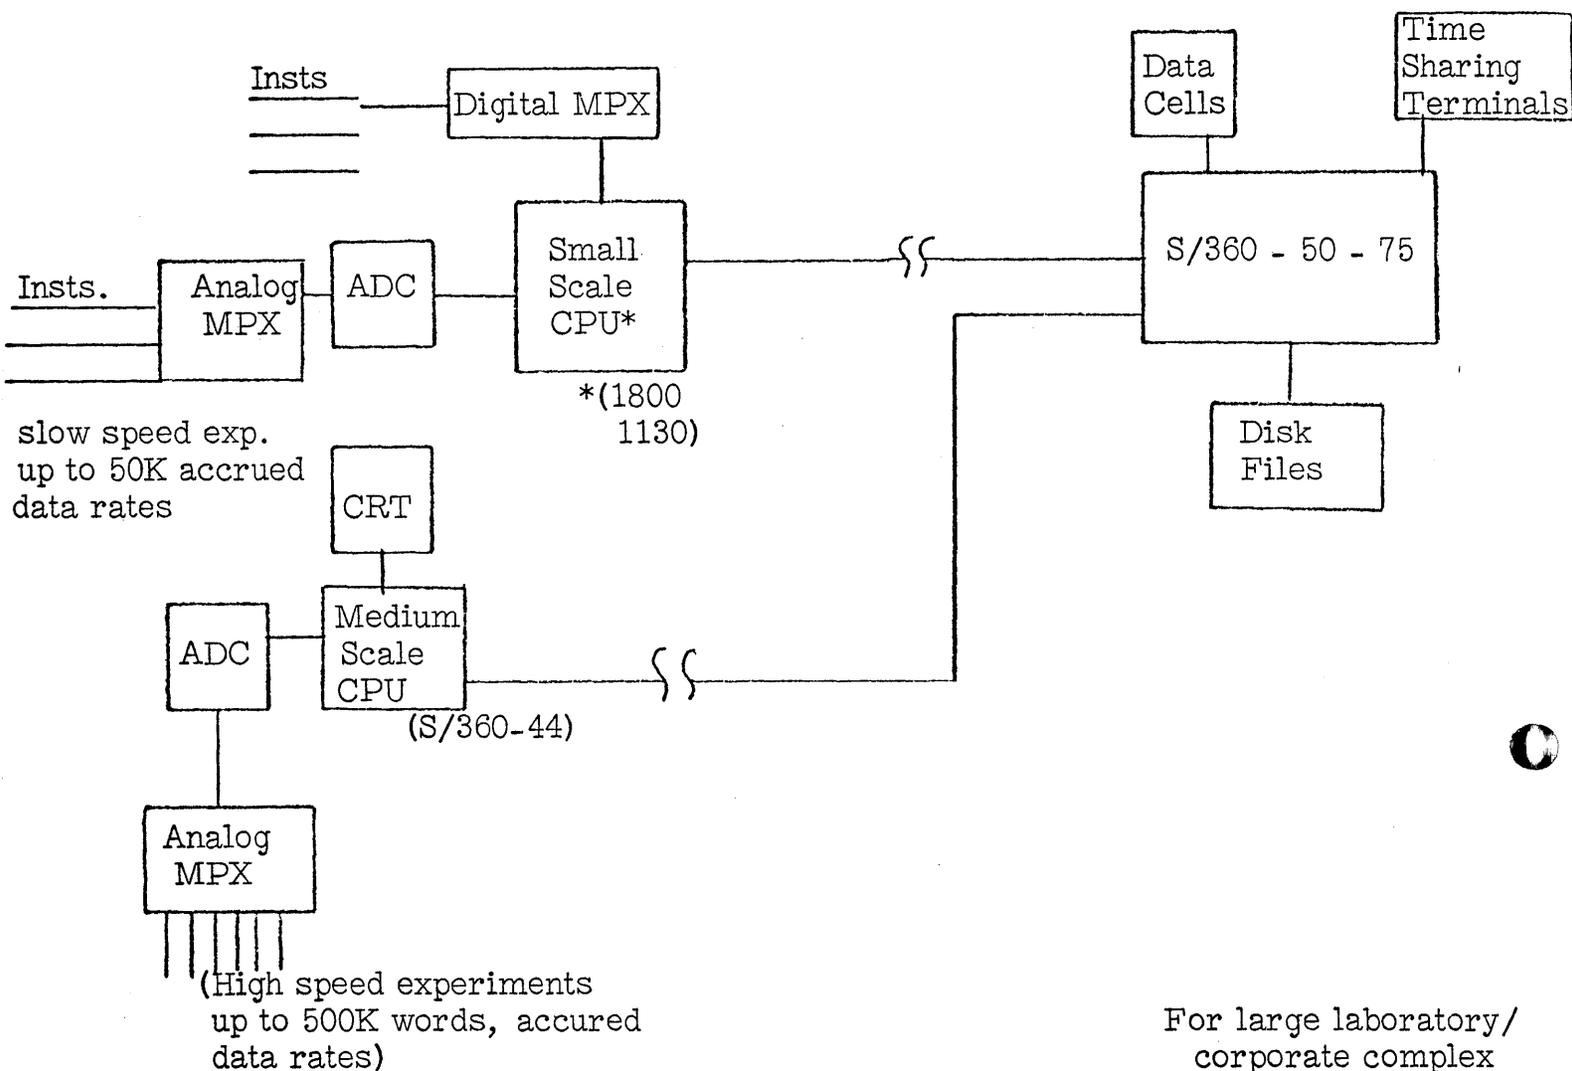 Insts
Digital MPX
Data
Cells
Time
Sharing
Terminals
Insts.
Analog
MPX
ADC
Small
Scale
CPU*
*(1800
1130)
S/360 - 50 - 75
Disk
Files
slow speed exp.
up to 50K accrued
data rates
CRT
ADC
Medium
Scale
CPU
(S/360-44)
Analog
MPX
(High speed experiments
up to 500K words, accured
data rates)
For large laboratory/
corporate complex